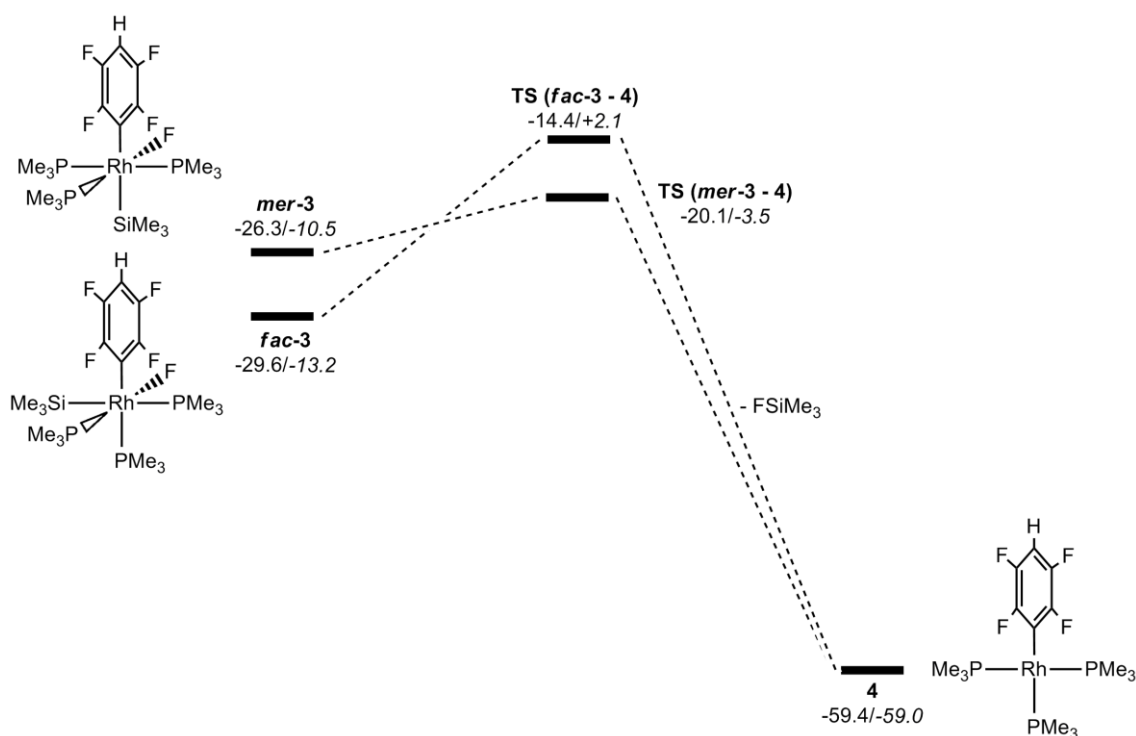 H
F F
F F
F
Me3P Rh PMe3
Me3P
SiMe3
mer-3
-26.3/-10.5
H
F F
F F
F
Me3Si Rh PMe3
Me3P
PMe3
fac-3
-29.6/-13.2
TS (fac-3 - 4)
-14.4/+2.1
TS (mer-3 - 4)
-20.1/-3.5
- FSiMe3
4
-59.4/-59.0
H
F F
F F
Me3P Rh PMe3
PMe3